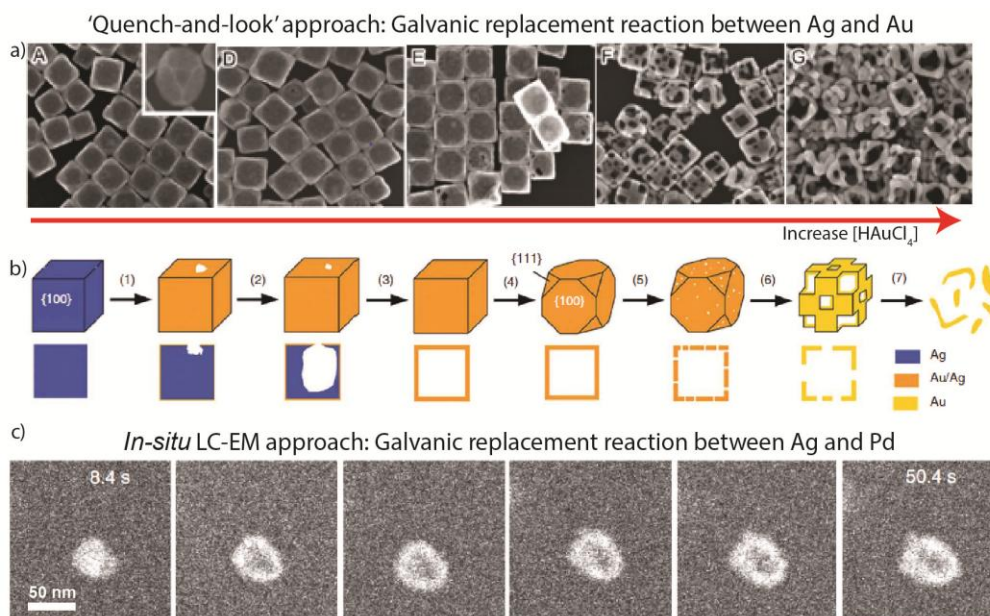 ‘Quench-and-look’ approach: Galvanic replacement reaction between Ag and Au
a)
A
D
E
F
G
Increase [HAuCl4]
b)
(1)
(2)
(3)
(4)
(5)
(6)
(7)
{111}
{100}
{100}
Ag
Au/Ag
Au
c)
In-situ LC-EM approach: Galvanic replacement reaction between Ag and Pd
8.4 s
50.4 s
50 nm